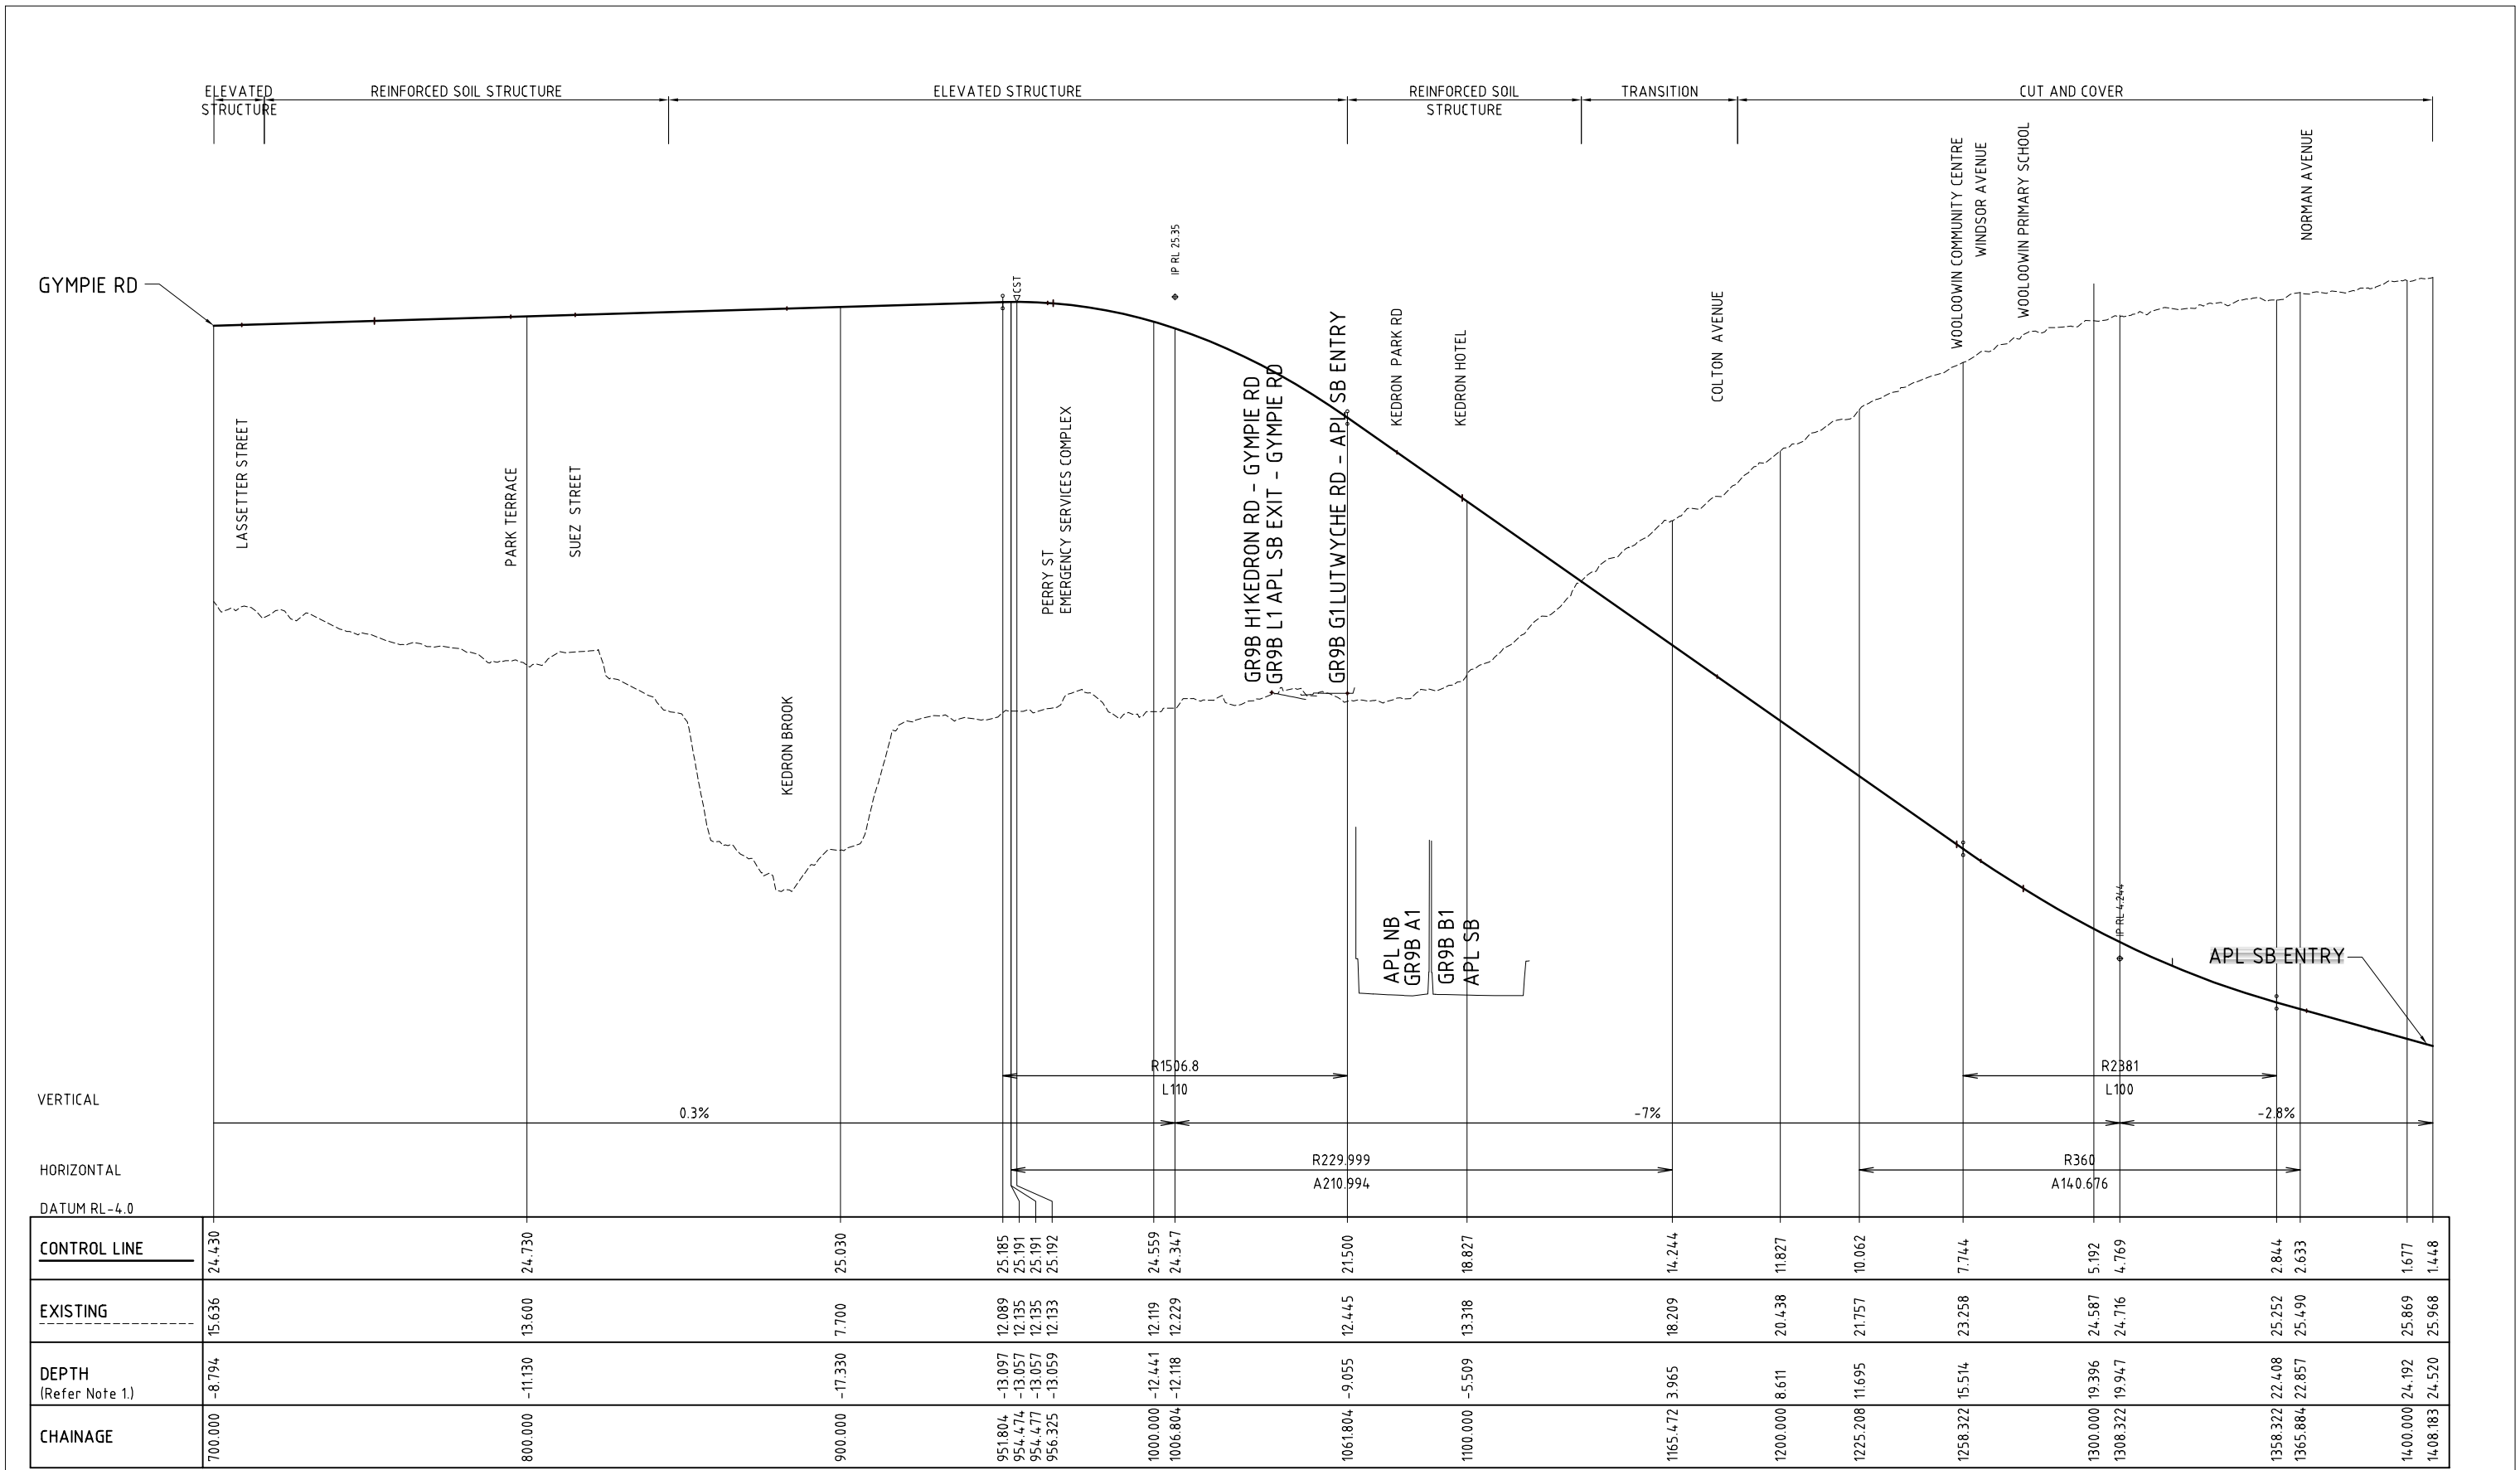 ELEVATED
STRUCTURE
REINFORCED SOIL STRUCTURE
ELEVATED STRUCTURE
REINFORCED SOIL
STRUCTURE
TRANSITION
CUT AND COVER
GYMPIE RD
LASSETTER STREET
PARK TERRACE
SUEZ STREET
KEDRON BROOK
CST
PERRY ST
EMERGENCY SERVICES COMPLEX
IP RL 25.35
GR9B H1KEDRON RD - GYMPIE RD
GR9B L1 APL SB EXIT - GYMPIE RD
GR9B G1LUTWYCHE RD - APL SB ENTRY
KEDRON PARK RD
KEDRON HOTEL
COLTON AVENUE
WOOLOOWIN COMMUNITY CENTRE
WINDSOR AVENUE
WOOLOOWIN PRIMARY SCHOOL
NORMAN AVENUE
APL NB
GR9B A1
GR9B B1
APL SB
IP RL 4.244
APL SB ENTRY
VERTICAL
R1506.8
L110
R2381
L100
0.3%
-7%
-2.8%
HORIZONTAL
R229.999
A210.994
R360
A140.676
DATUM RL-4.0
CONTROL LINE
24.430
24.730
25.030
25.185
25.191
25.191
25.192
24.559
24.347
21.500
18.827
14.244
11.827
10.062
7.744
5.192
4.769
2.844
2.633
1.677
1.448
EXISTING
15.636
13.600
7.700
12.089
12.135
12.135
12.133
12.119
12.229
12.445
13.318
18.209
20.438
21.757
23.258
24.587
24.716
25.252
25.490
25.869
25.968
DEPTH
(Refer Note 1.)
-8.794
-11.130
-17.330
-13.097
-13.057
-13.057
-13.059
-12.441
-12.118
-9.055
-5.509
3.965
8.611
11.695
15.514
19.396
19.947
22.408
22.857
24.192
24.520
CHAINAGE
700.000
800.000
900.000
951.804
954.474
954.477
956.325
1000.000
1006.804
1061.804
1100.000
1165.472
1200.000
1225.208
1258.322
1300.000
1308.322
1358.322
1365.884
1400.000
1408.183